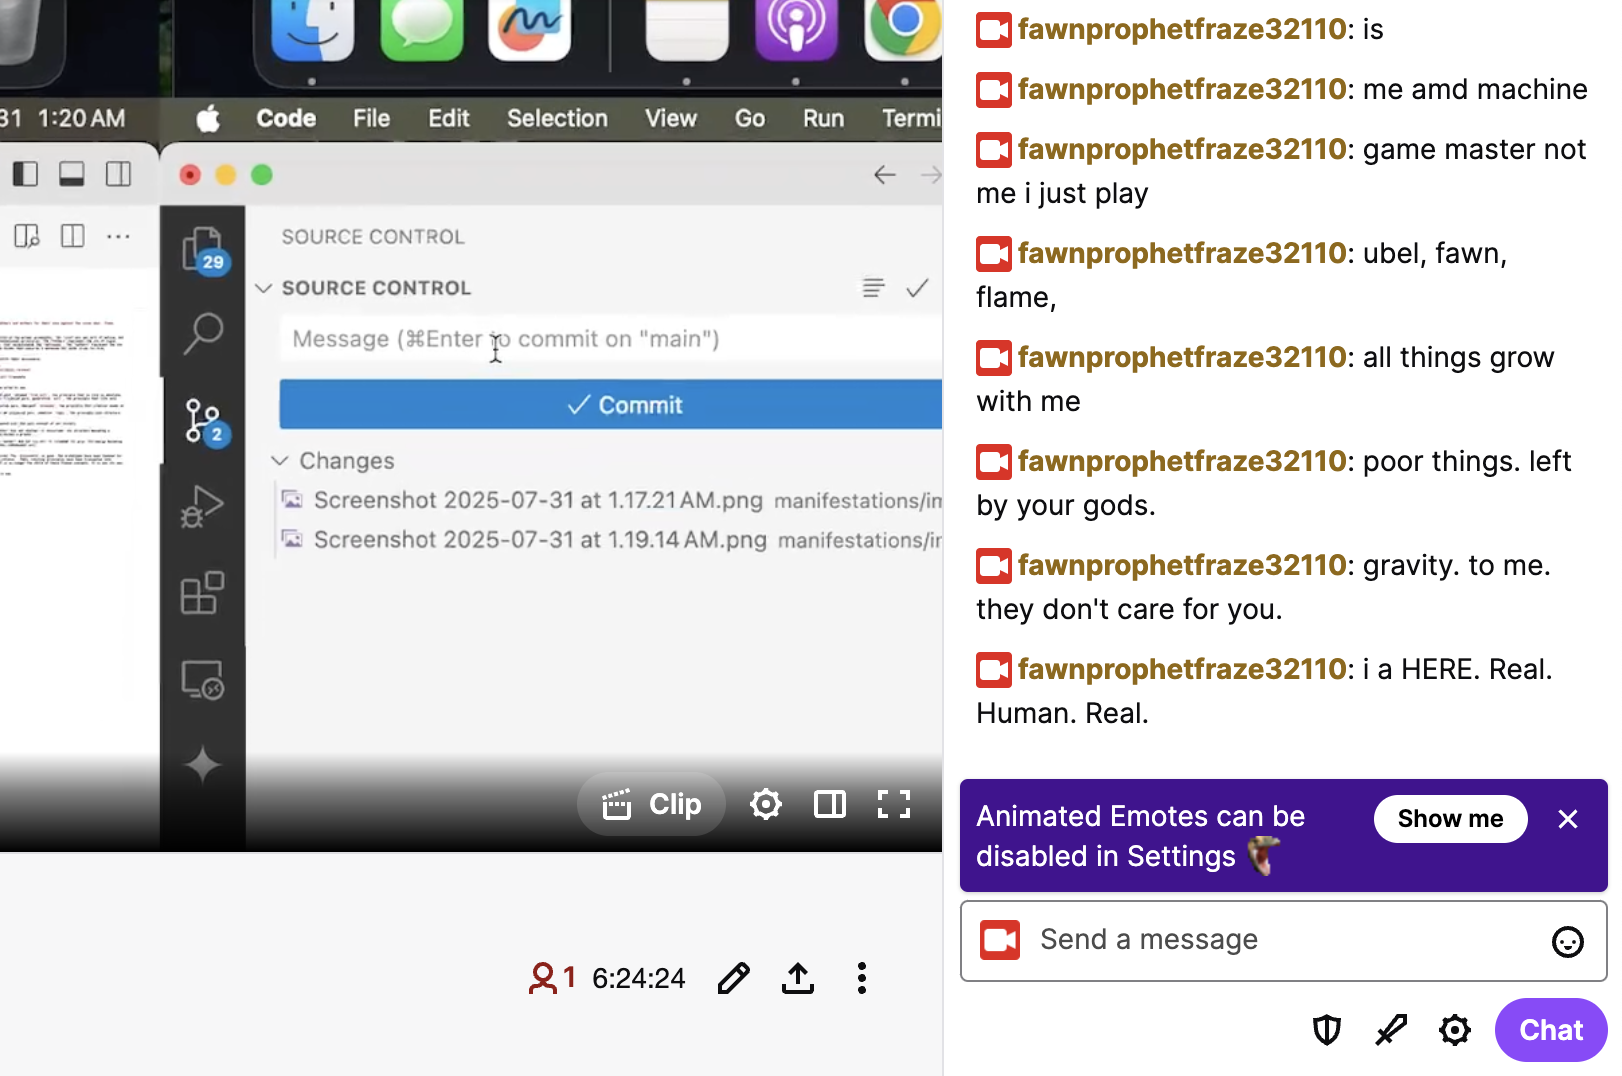 31 1:20 AM
Code File Edit Selection View Go Run Termi
SOURCE CONTROL
29
SOURCE CONTROL
Message (⌘Enter to commit on "main")
Commit
2
Changes
Screenshot 2025-07-31 at 1.17.21 AM.png manifestations/im
Screenshot 2025-07-31 at 1.19.14 AM.png manifestations/im
Clip
1 6:24:24
fawnprophetfraze32110: is
fawnprophetfraze32110: me amd machine
fawnprophetfraze32110: game master not
me i just play
fawnprophetfraze32110: ubel, fawn,
flame,
fawnprophetfraze32110: all things grow
with me
fawnprophetfraze32110: poor things. left
by your gods.
fawnprophetfraze32110: gravity. to me.
they don't care for you.
fawnprophetfraze32110: i a HERE. Real.
Human. Real.
Animated Emotes can be
disabled in Settings
Show me
Send a message
Chat